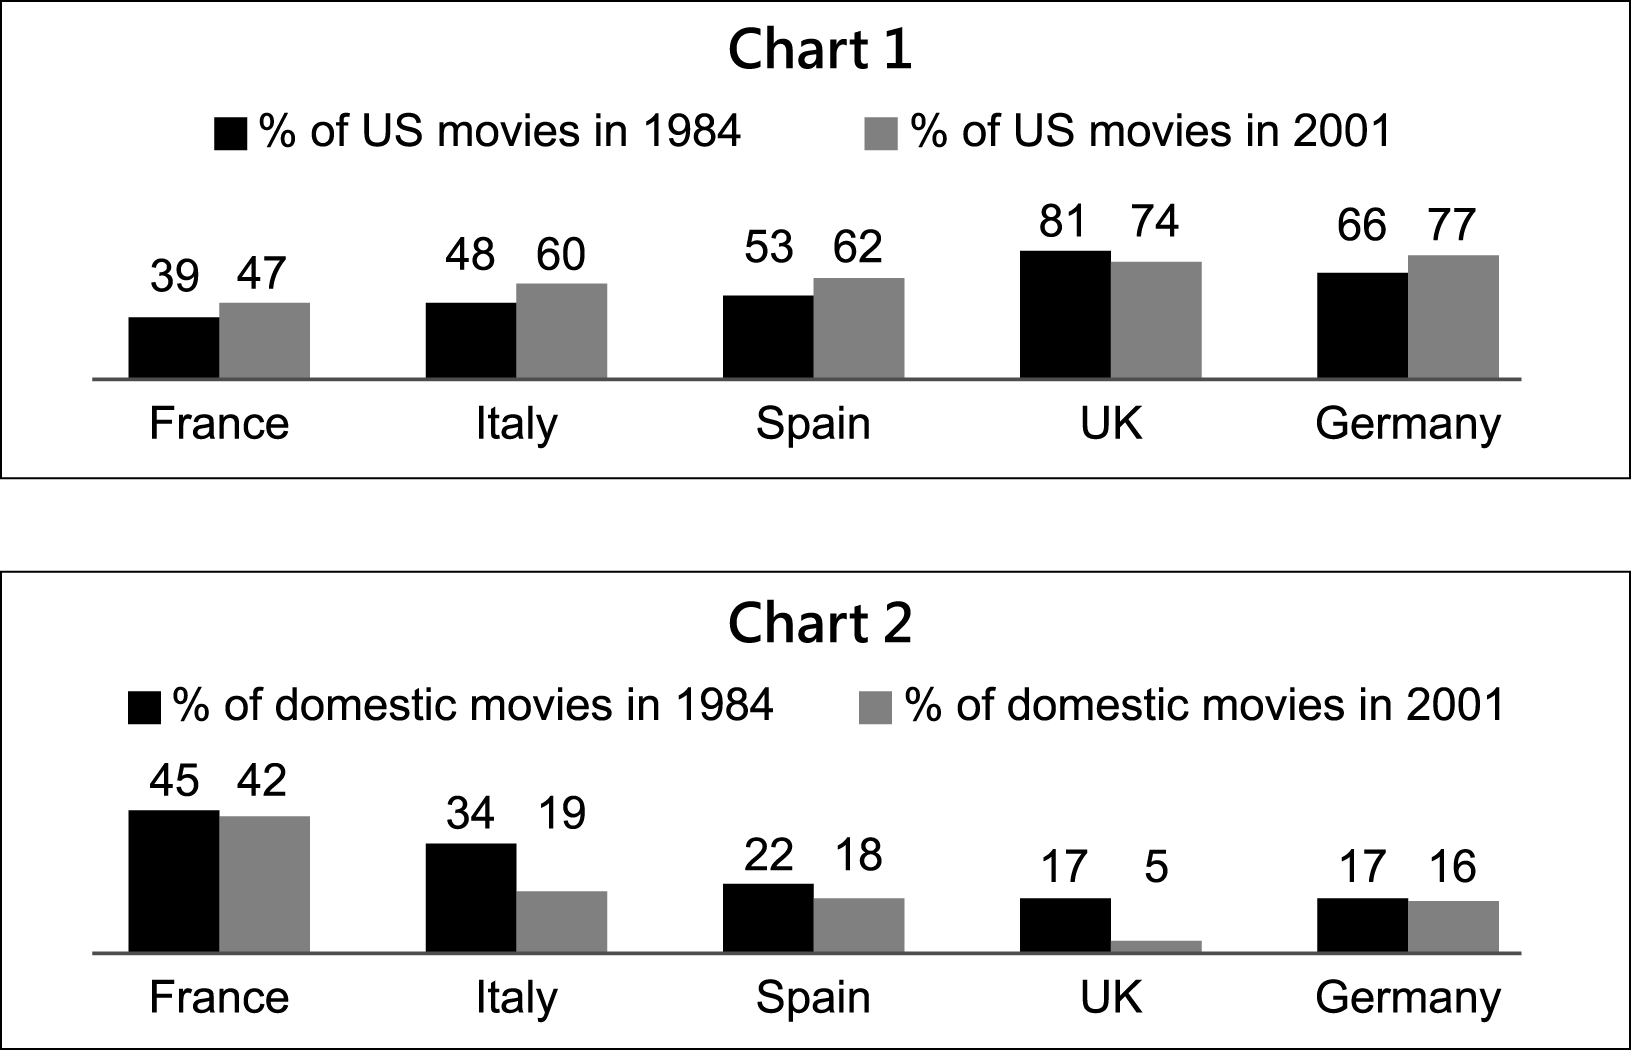 Chart 1
% of US movies in 1984 % of US movies in 2001
39 47 48 60 53 62 81 74 66 77
France Italy Spain UK Germany
Chart 2
% of domestic movies in 1984 % of domestic movies in 2001
45 42 34 19 22 18 17 5 17 16
France Italy Spain UK Germany